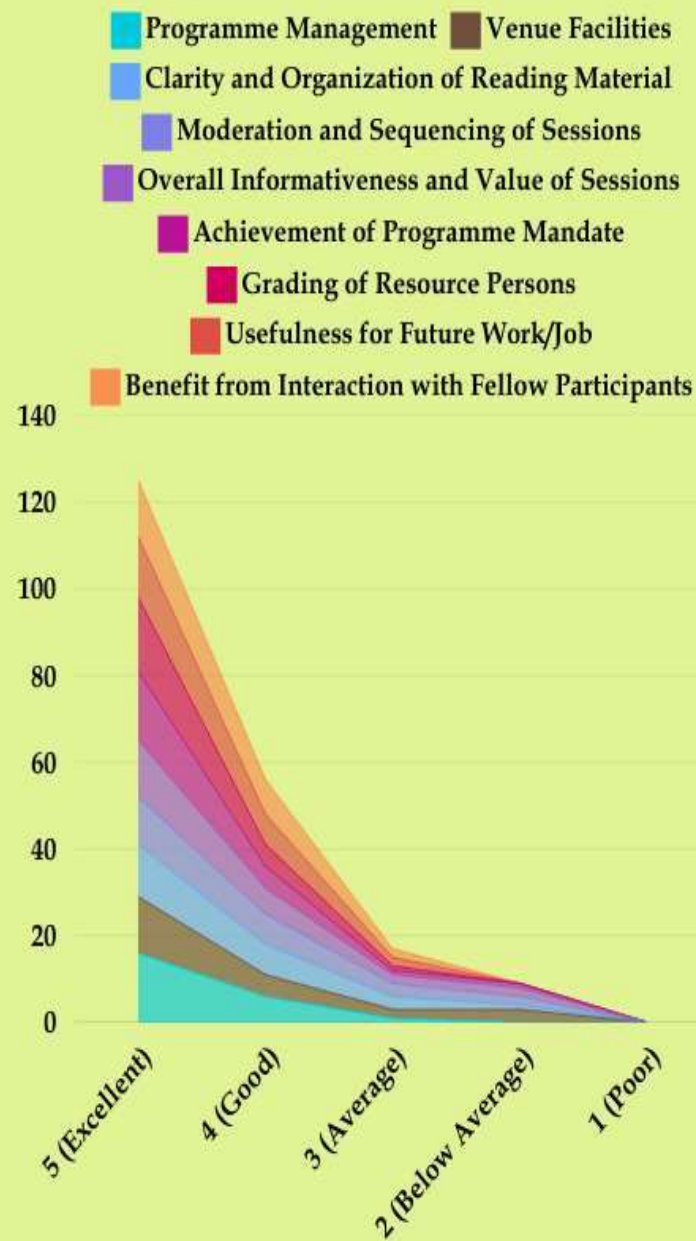 Programme Management Venue Facilities
Clarity and Organization of Reading Material
Moderation and Sequencing of Sessions
Overall Informativeness and Value of Sessions
Achievement of Programme Mandate
Grading of Resource Persons
Usefulness for Future Work/Job
Benefit from Interaction with Fellow Participants
140
120
100
80
60
40
20
0
5 (Excellent)
4 (Good)
3 (Average)
2 (Below Average)
1 (Poor)